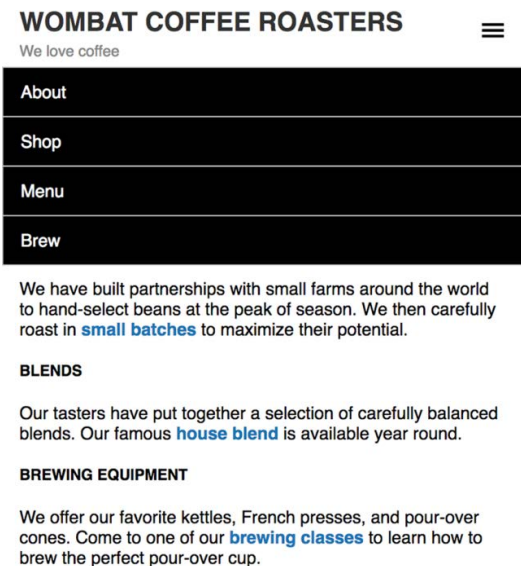 WOMBAT COFFEE ROASTERS
We love coffee
About
Shop
Menu
Brew
We have built partnerships with small farms around the world
to hand-select beans at the peak of season. We then carefully
roast in small batches to maximize their potential.
BLENDS
Our tasters have put together a selection of carefully balanced
blends. Our famous house blend is available year round.
BREWING EQUIPMENT
We offer our favorite kettles, French presses, and pour-over
cones. Come to one of our brewing classes to learn how to
brew the perfect pour-over cup.